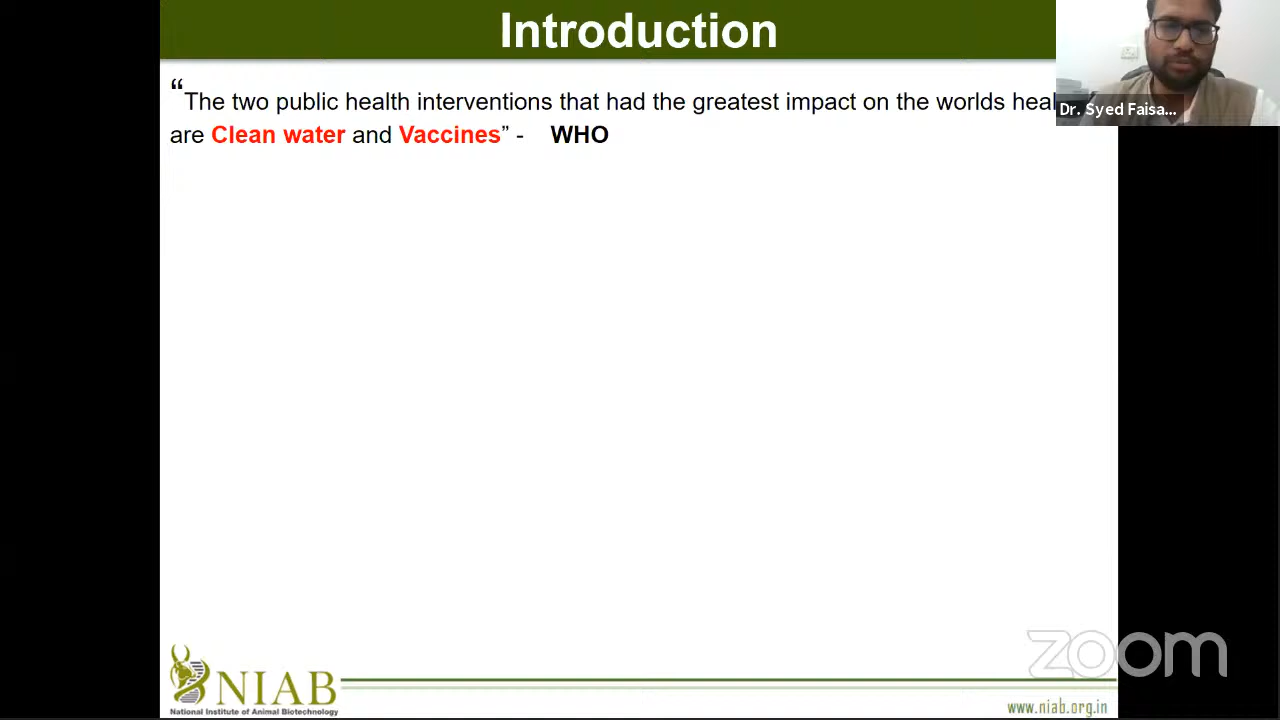 Introduction
“The two public health interventions that had the greatest impact on the worlds heal
are Clean water and Vaccines” - WHO
Dr. Syed Faisa...
zoom
NIAB
National Institute of Animal Biotechnology
www.niab.org.in